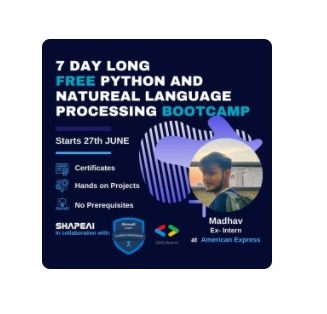 7 DAY LONG
FREE PYTHON AND
NATUREAL LANGUAGE
PROCESSING BOOTCAMP
Starts 27th JUNE
Certificates
Hands on Projects
No Prerequisites
SHAPEAI
In collaboration with:
Microsoft
Madhav
Ex- Intern
at American Express